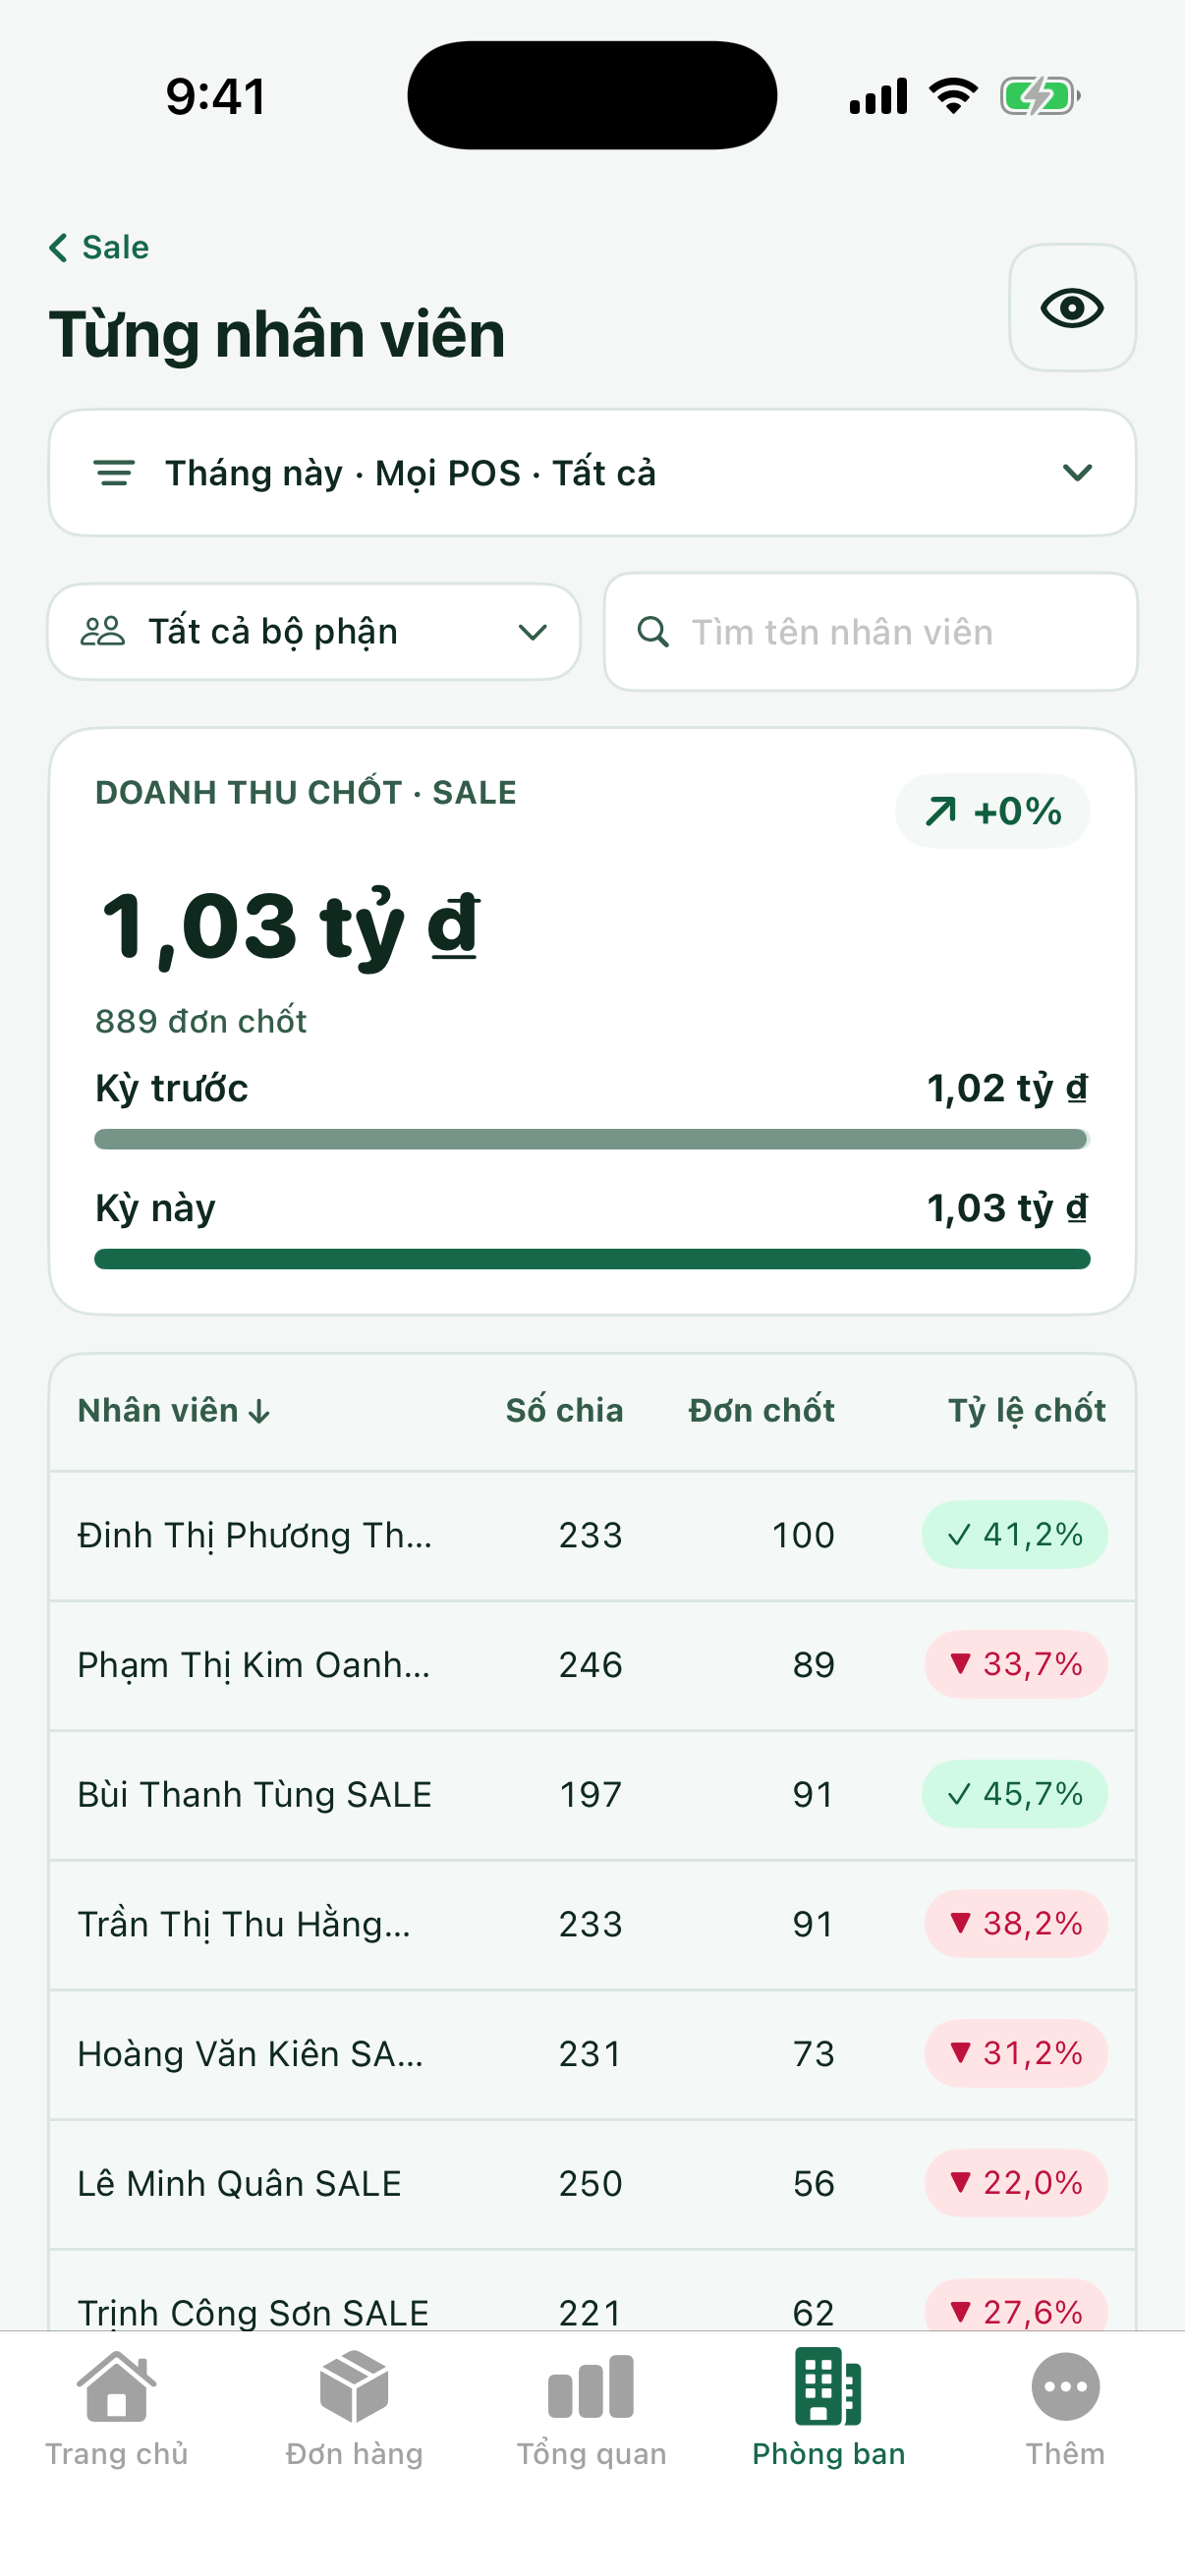 9:41
Sale
Từng nhân viên
Tháng này · Mọi POS · Tất cả
Tất cả bộ phận
Tìm tên nhân viên
DOANH THU CHỐT · SALE
+0%
1,03 tỷ ₫
889 đơn chốt
Kỳ trước 1,02 tỷ ₫
Kỳ này 1,03 tỷ ₫
Nhân viên Số chia Đơn chốt Tỷ lệ chốt
Đinh Thị Phương Th... 233 100 41,2%
Phạm Thị Kim Oanh... 246 89 33,7%
Bùi Thanh Tùng SALE 197 91 45,7%
Trần Thị Thu Hằng... 233 91 38,2%
Hoàng Văn Kiên SA... 231 73 31,2%
Lê Minh Quân SALE 250 56 22,0%
Trịnh Công Sơn SALE 221 62 27,6%
Trang chủ Đơn hàng Tổng quan Phòng ban Thêm